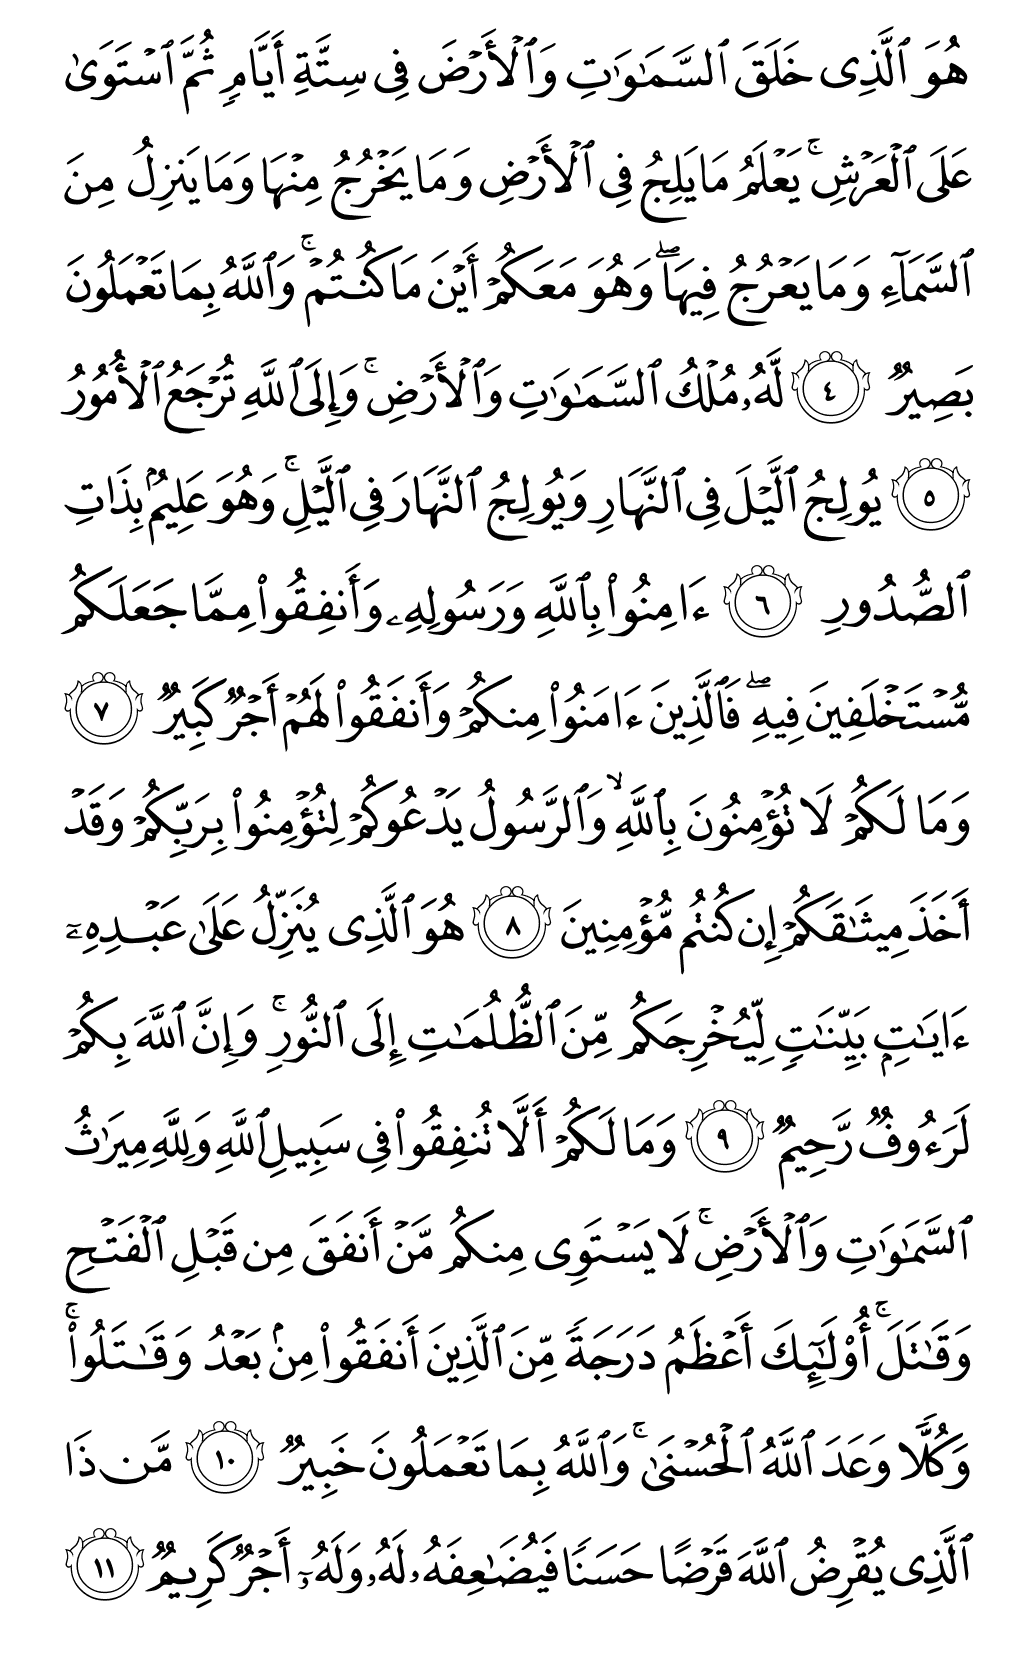 هُوَ ٱلَّذِى خَلَقَ ٱلسَّمَـٰوَٰتِ وَٱلْأَرْضَ فِى سِتَّةِ أَيَّامٍ ثُمَّ ٱسْتَوَىٰ
عَلَى ٱلْعَرْشِ ۚ يَعْلَمُ مَا يَلِجُ فِى ٱلْأَرْضِ وَمَا يَخْرُجُ مِنْهَا وَمَا يَنزِلُ مِنَ
ٱلسَّمَآءِ وَمَا يَعْرُجُ فِيهَا ۖ وَهُوَ مَعَكُمْ أَيْنَ مَا كُنتُمْ ۚ وَٱللَّهُ بِمَا تَعْمَلُونَ
بَصِيرٌ ٤ لَّهُۥ مُلْكُ ٱلسَّمَـٰوَٰتِ وَٱلْأَرْضِ ۚ وَإِلَى ٱللَّهِ تُرْجَعُ ٱلْأُمُورُ
٥ يُولِجُ ٱلَّيْلَ فِى ٱلنَّهَارِ وَيُولِجُ ٱلنَّهَارَ فِى ٱلَّيْلِ ۚ وَهُوَ عَلِيمٌۢ بِذَاتِ
ٱلصُّدُورِ ٦ ءَامِنُوا۟ بِٱللَّهِ وَرَسُولِهِۦ وَأَنفِقُوا۟ مِمَّا جَعَلَكُم
مُّسْتَخْلَفِينَ فِيهِ ۖ فَٱلَّذِينَ ءَامَنُوا۟ مِنكُمْ وَأَنفَقُوا۟ لَهُمْ أَجْرٌ كَبِيرٌ ٧
وَمَا لَكُمْ لَا تُؤْمِنُونَ بِٱللَّهِ ۙ وَٱلرَّسُولُ يَدْعُوكُمْ لِتُؤْمِنُوا۟ بِرَبِّكُمْ وَقَدْ
أَخَذَ مِيثَـٰقَكُمْ إِن كُنتُم مُّؤْمِنِينَ ٨ هُوَ ٱلَّذِى يُنَزِّلُ عَلَىٰ عَبْدِهِۦٓ
ءَايَـٰتٍۭ بَيِّنَـٰتٍ لِّيُخْرِجَكُم مِّنَ ٱلظُّلُمَـٰتِ إِلَى ٱلنُّورِ ۚ وَإِنَّ ٱللَّهَ بِكُمْ
لَرَءُوفٌ رَّحِيمٌ ٩ وَمَا لَكُمْ أَلَّا تُنفِقُوا۟ فِى سَبِيلِ ٱللَّهِ وَلِلَّهِ مِيرَٰثُ
ٱلسَّمَـٰوَٰتِ وَٱلْأَرْضِ ۚ لَا يَسْتَوِى مِنكُم مَّنْ أَنفَقَ مِن قَبْلِ ٱلْفَتْحِ
وَقَـٰتَلَ ۚ أُو۟لَـٰٓئِكَ أَعْظَمُ دَرَجَةً مِّنَ ٱلَّذِينَ أَنفَقُوا۟ مِنۢ بَعْدُ وَقَـٰتَلُوا۟ ۚ
وَكُلًّا وَعَدَ ٱللَّهُ ٱلْحُسْنَىٰ ۚ وَٱللَّهُ بِمَا تَعْمَلُونَ خَبِيرٌ ١٠ مَّن ذَا
ٱلَّذِى يُقْرِضُ ٱللَّهَ قَرْضًا حَسَنًا فَيُضَـٰعِفَهُۥ لَهُۥ وَلَهُۥٓ أَجْرٌ كَرِيمٌ ١١